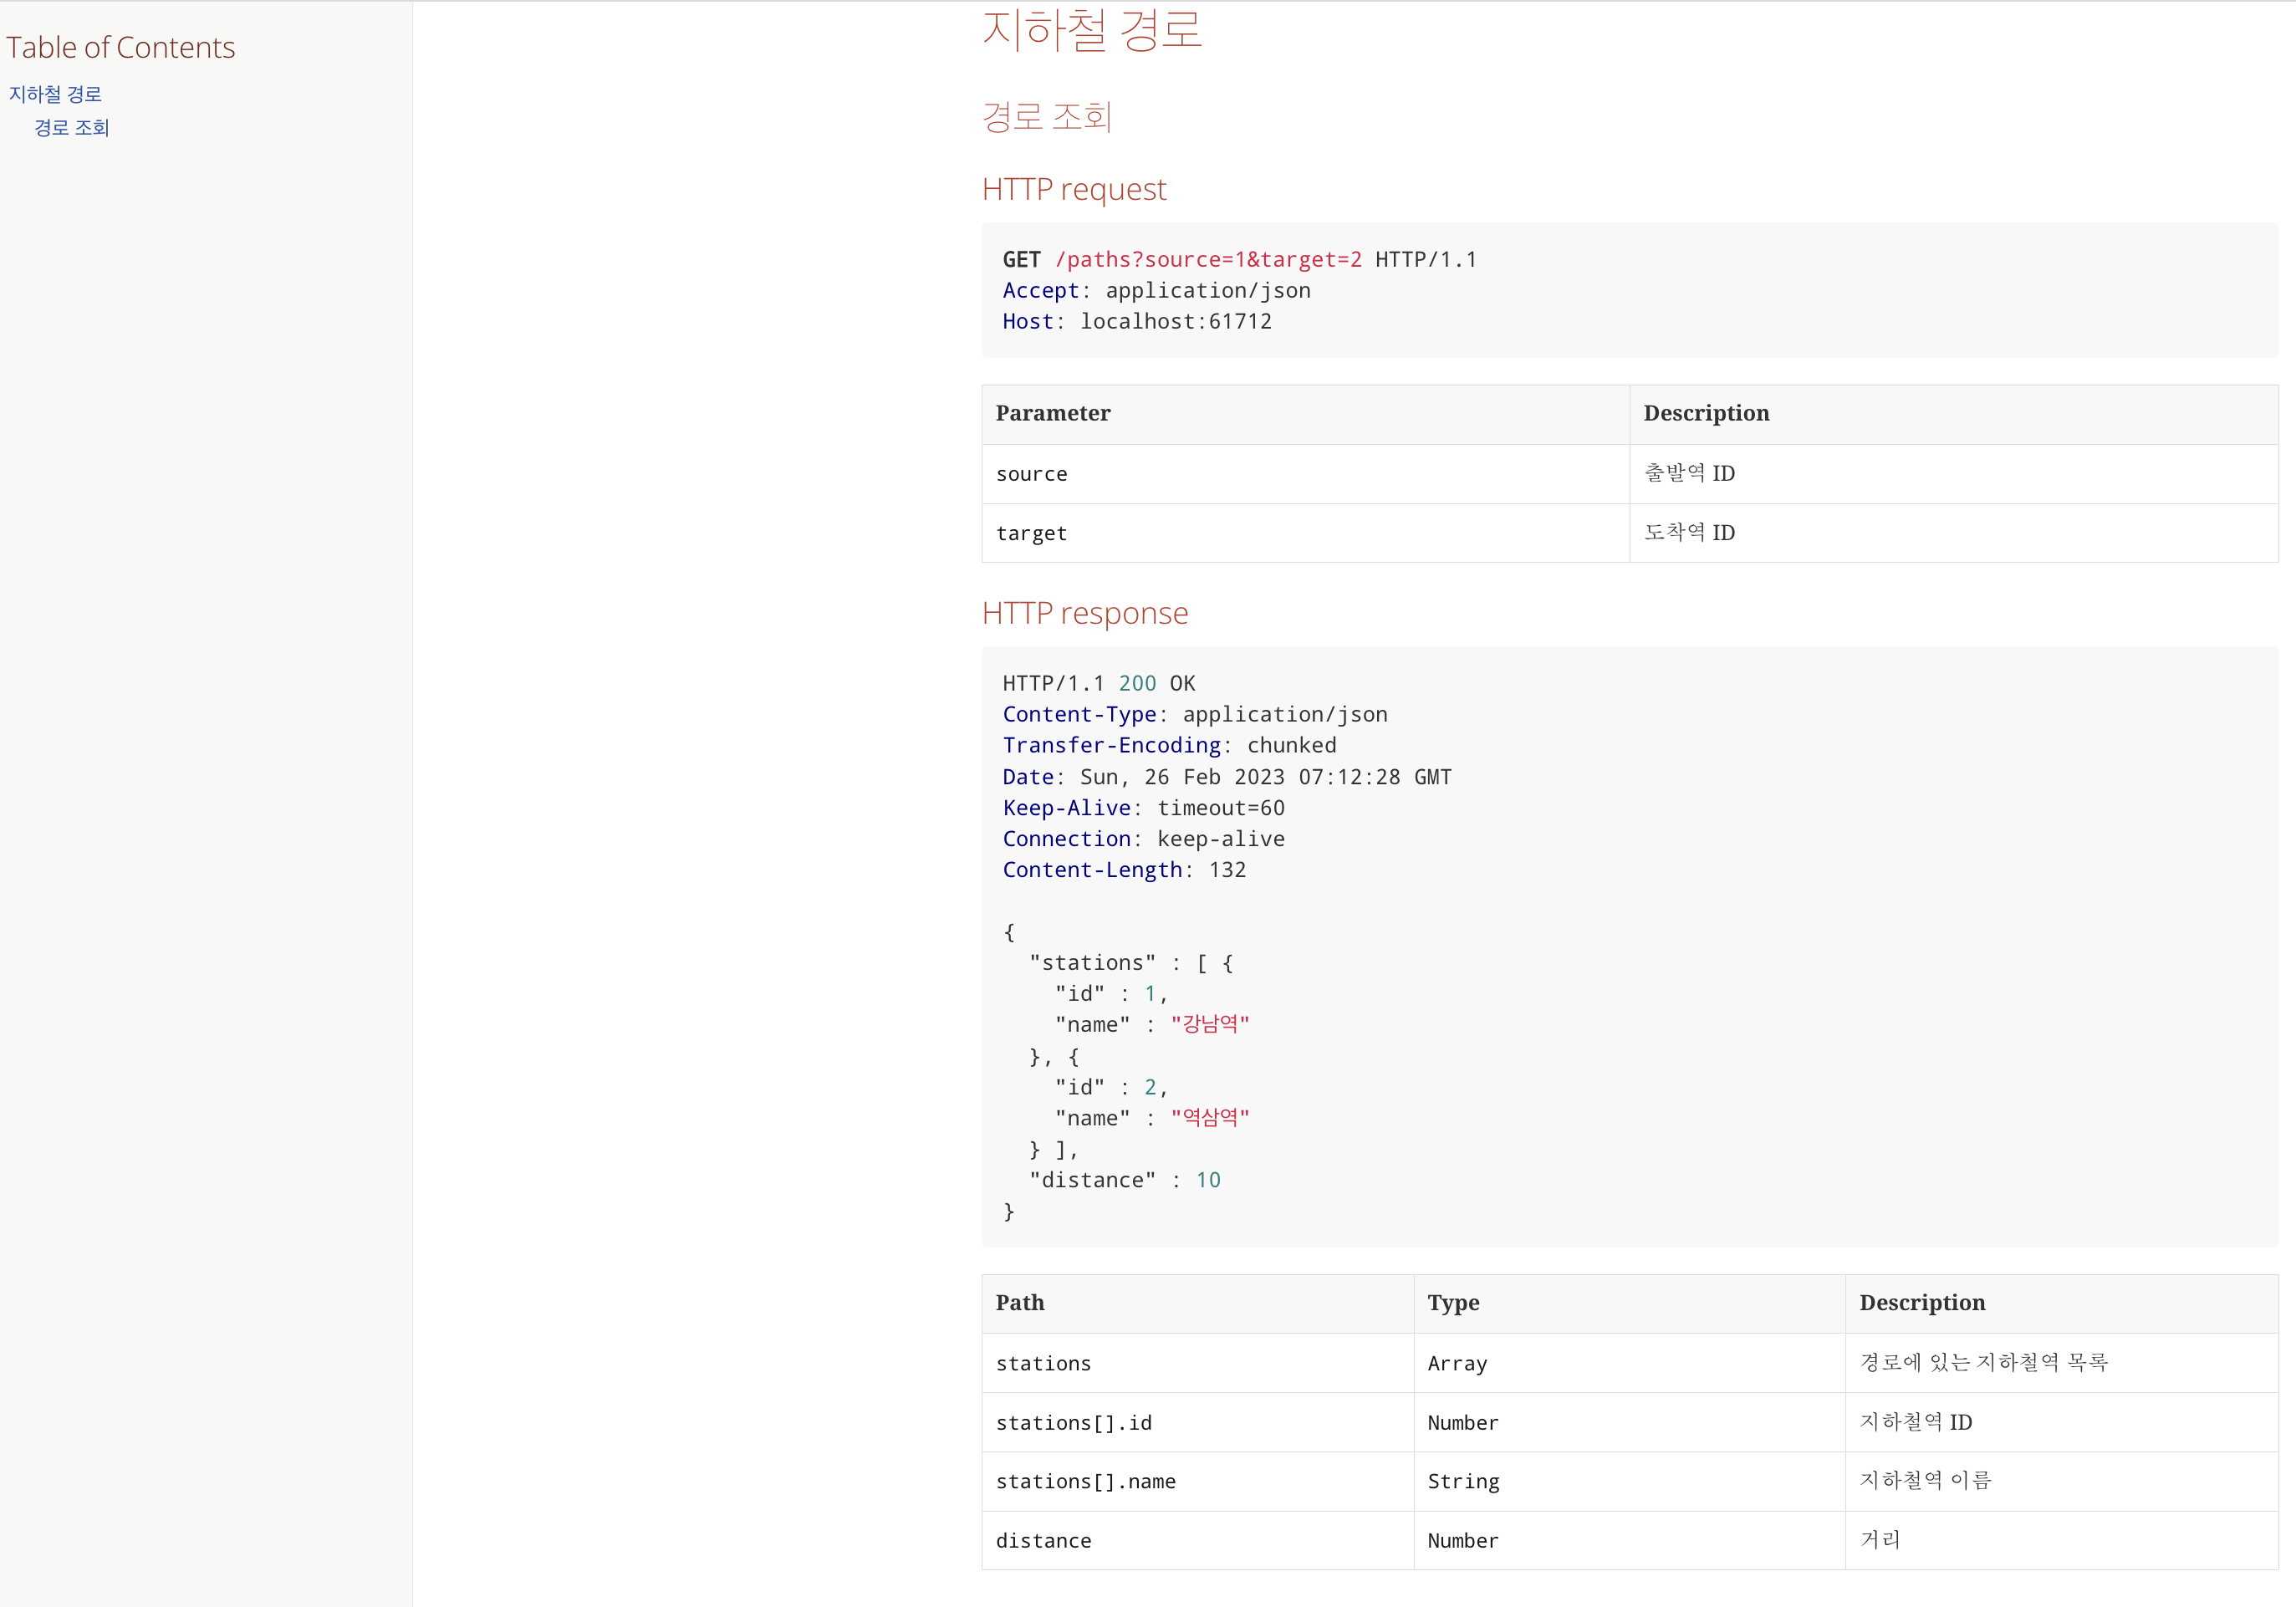 Table of Contents
지하철 경로
경로 조회
지하철 경로
경로 조회
HTTP request
GET /paths?source=1&target=2 HTTP/1.1
Accept: application/json
Host: localhost:61712
Parameter Description
source 출발역 ID
target 도착역 ID
HTTP response
HTTP/1.1 200 OK
Content-Type: application/json
Transfer-Encoding: chunked
Date: Sun, 26 Feb 2023 07:12:28 GMT
Keep-Alive: timeout=60
Connection: keep-alive
Content-Length: 132
{
  "stations" : [ {
    "id" : 1,
    "name" : "강남역"
  }, {
    "id" : 2,
    "name" : "역삼역"
  } ],
  "distance" : 10
}
Path Type Description
stations Array 경로에 있는 지하철역 목록
stations[].id Number 지하철역 ID
stations[].name String 지하철역 이름
distance Number 거리